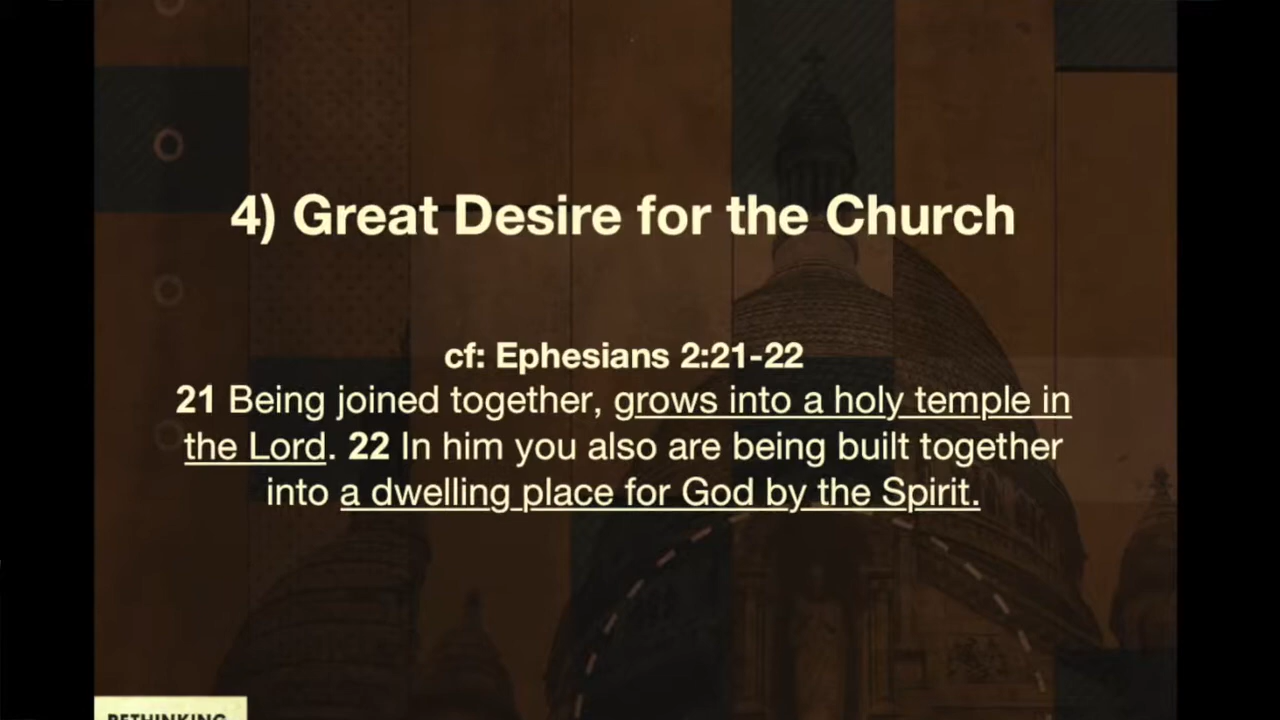 4) Great Desire for the Church
cf: Ephesians 2:21-22
21 Being joined together, grows into a holy temple in
the Lord. 22 In him you also are being built together
into a dwelling place for God by the Spirit.
RETHINKING